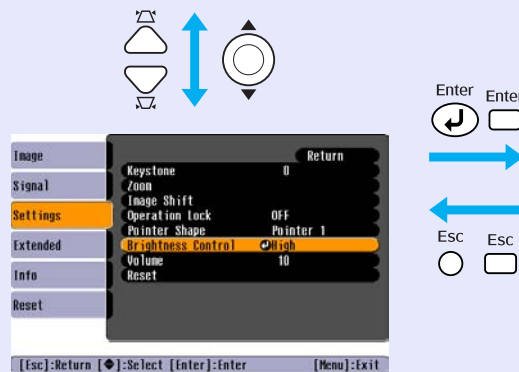 Enter Enter
Return
Image
Signal
Settings
Extended
Info
Reset
Keystone 0
Zoom
Image Shift
Operation Lock OFF
Pointer Shape Pointer 1
Brightness Control High
Volume 10
Reset
Esc Esc
[Esc]:Return [◆]:Select [Enter]:Enter [Menu]:Exit